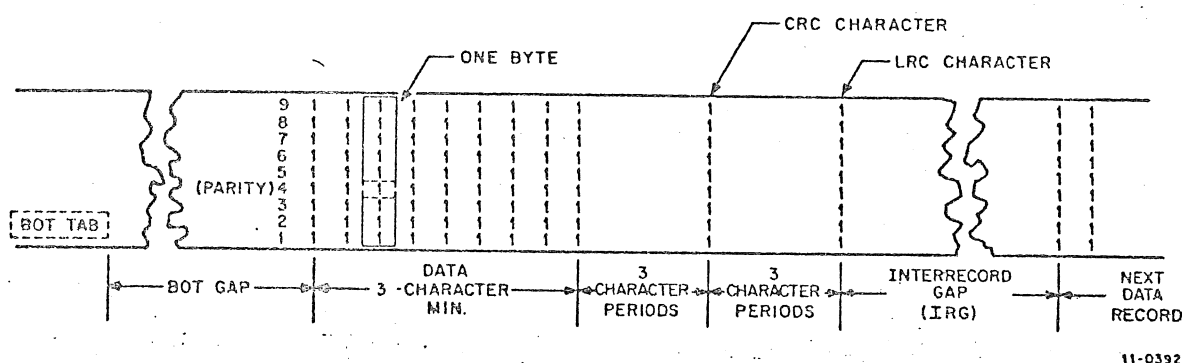 CRC CHARACTER
ONE BYTE
LRC CHARACTER
9
8
7
6
5
(PARITY) 4
3
2
1
BOT TAB
BOT GAP
DATA
3-CHARACTER
MIN.
3
CHARACTER
PERIODS
3
CHARACTER
PERIODS
INTERRECORD
GAP
(IRG)
NEXT
DATA
RECORD
11-0392